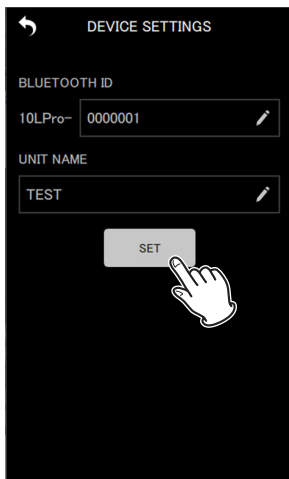 DEVICE SETTINGS
BLUETOOTH ID
10LPro- 0000001
UNIT NAME
TEST
SET